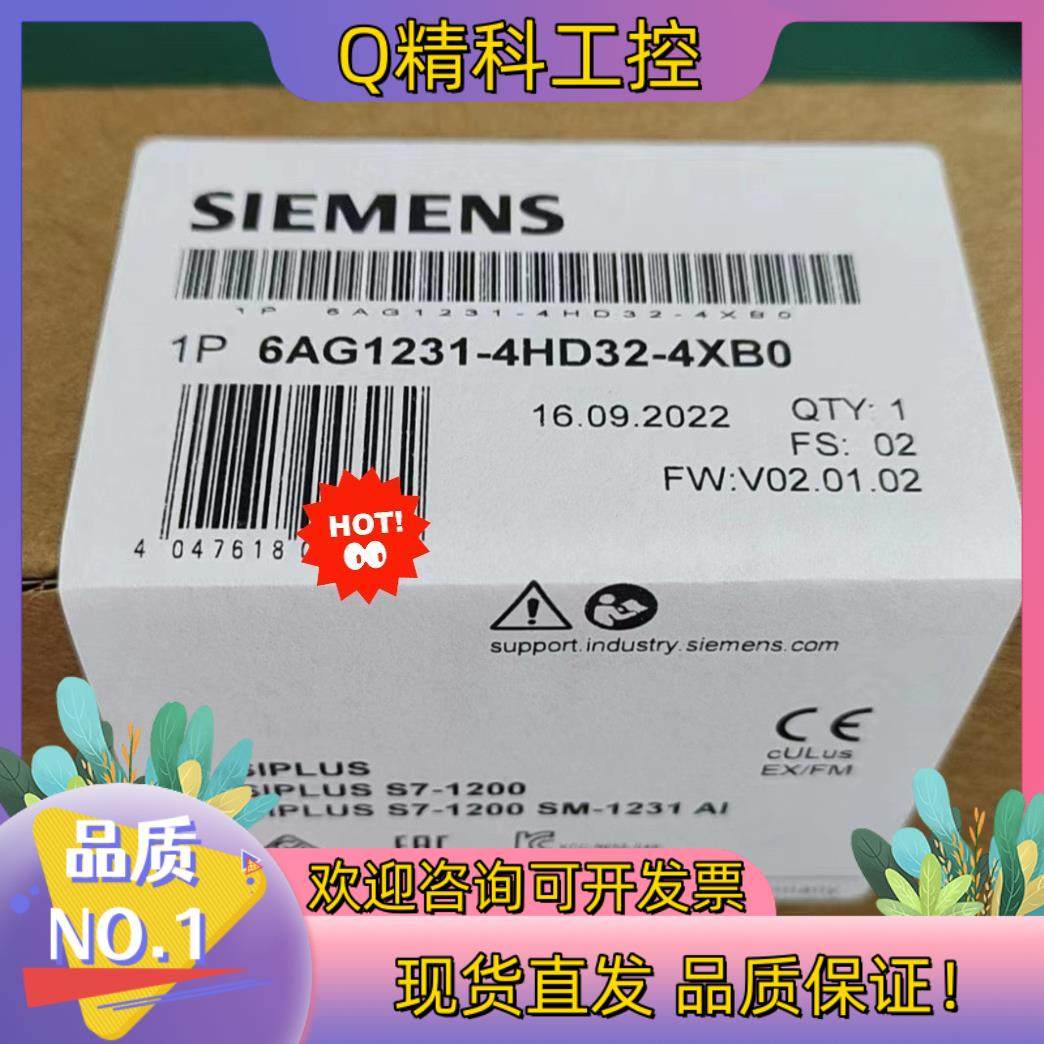 Q精科工控
SIEMENS
1P 6AG1231-4HD32-4XB0
1P 6AG1231-4HD32-4XB0
16.09.2022
QTY: 1
FS: 02
FW:V02.01.02
4 047618
HOT!
support.industry.siemens.com
CE
cULus
EX/FM
SIPLUS
SIPLUS S7-1200
SIPLUS S7-1200 SM-1231 AI
EAC
品质
NO.1
欢迎咨询可开发票
现货直发 品质保证!